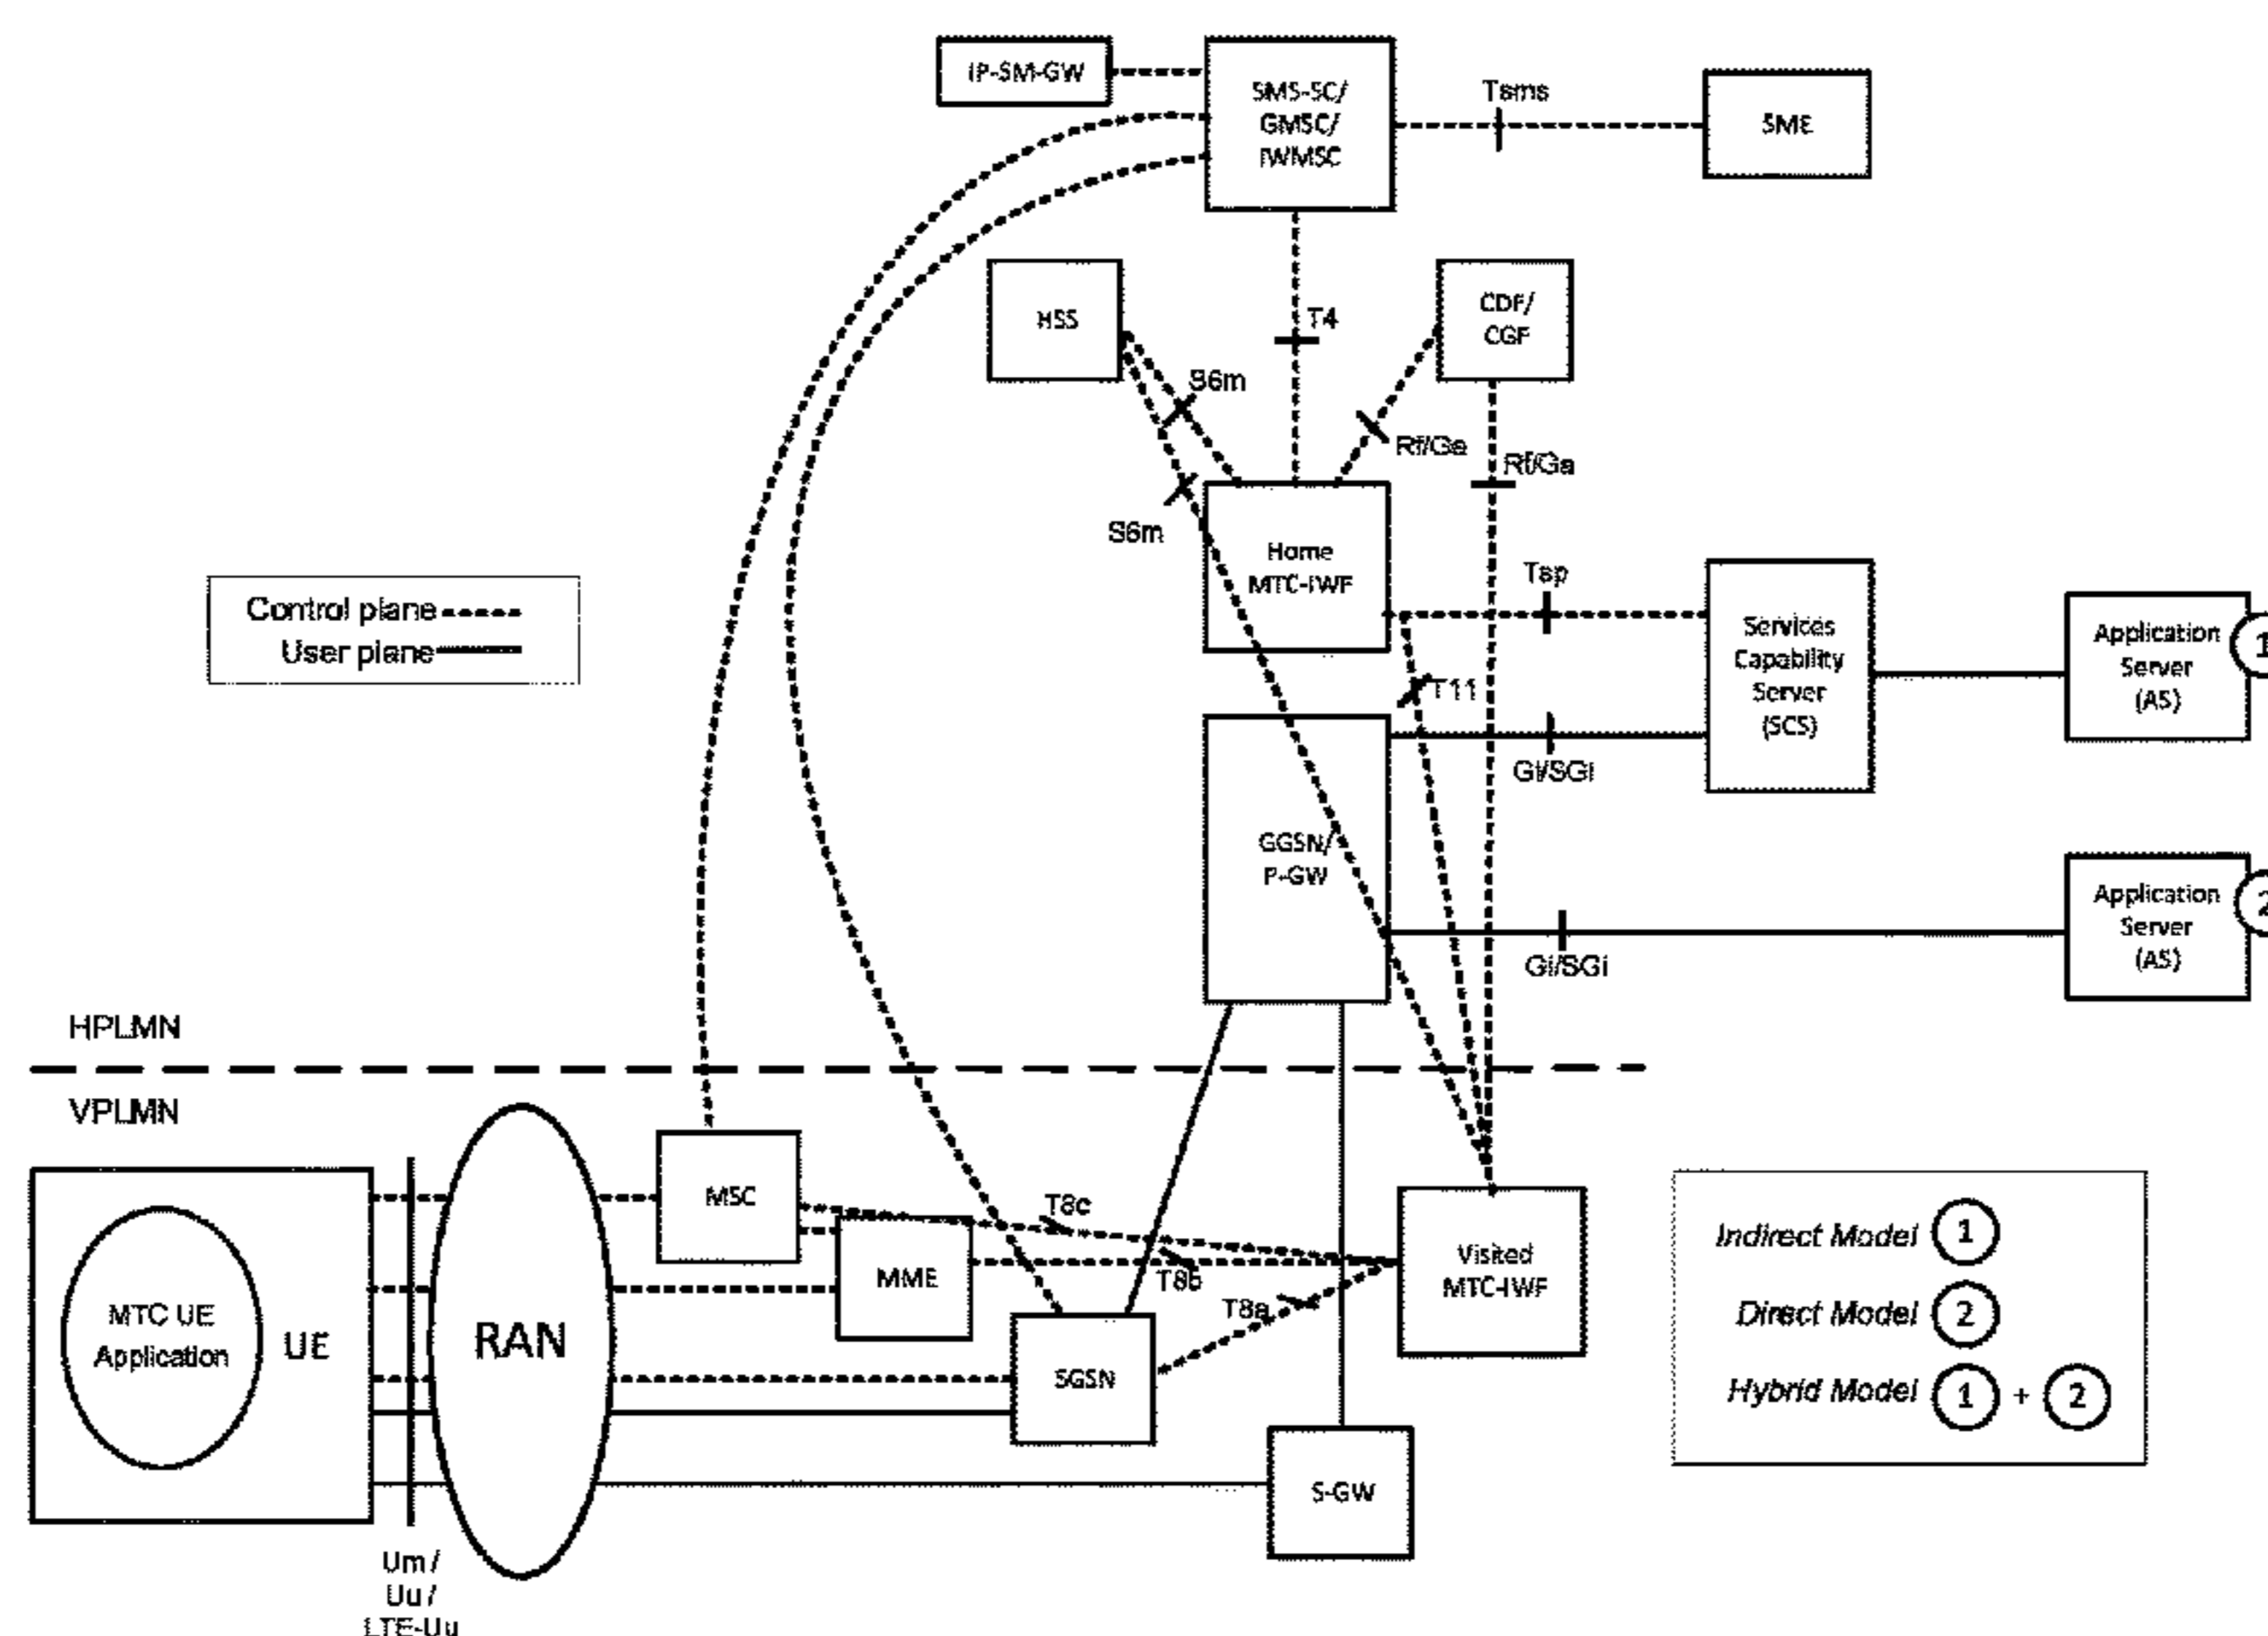 IP-SM-GW
SMS-SC/
GMSC/
IWMSC
Tsms
SME
HSS
T4
CDF/
CGF
S6m
Rf/Ga
Rf/Ga
S6m
Home
MTC-IWF
Tsp
Control plane
User plane
Services
Capability
Server
(SCS)
Application
Server
(AS)
1
T11
Gi/SGi
GGSN/
P-GW
Application
Server
(AS)
2
Gi/SGi
HPLMN
VPLMN
MSC
T8c
MME
T8b
T8a
Visited
MTC-IWF
MTC UE
Application
UE
RAN
SGSN
S-GW
Indirect Model 1
Direct Model 2
Hybrid Model 1 + 2
Um /
Uu /
LTE-Uu